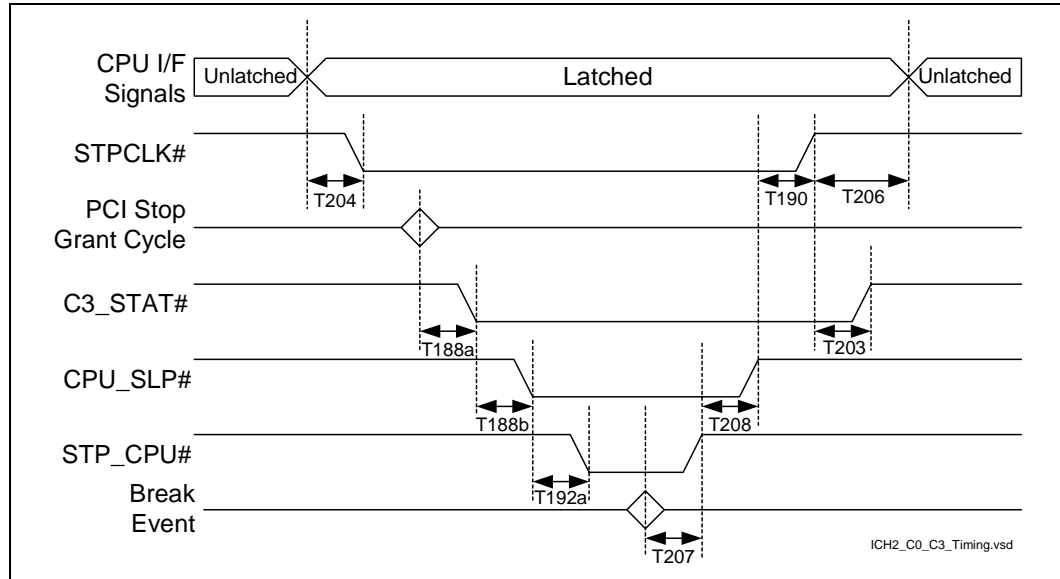 CPU I/F
Signals
Unlatched
Latched
Unlatched
STPCLK#
T204
T190
T206
PCI Stop
Grant Cycle
C3_STAT#
T188a
T203
CPU_SLP#
T188b
T208
STP_CPU#
T192a
Break
Event
T207
ICH2_C0_C3_Timing.vsd